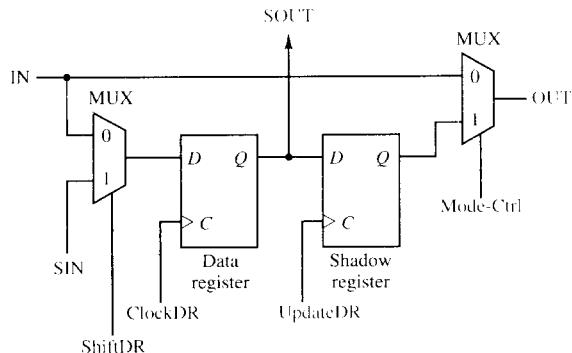 SOUT
MUX
IN
0
OUT
MUX
0
D
Q
D
Q
1
1
Mode-Ctrl
C
C
SIN
Data
register
Shadow
register
ClockDR
UpdateDR
ShiftDR